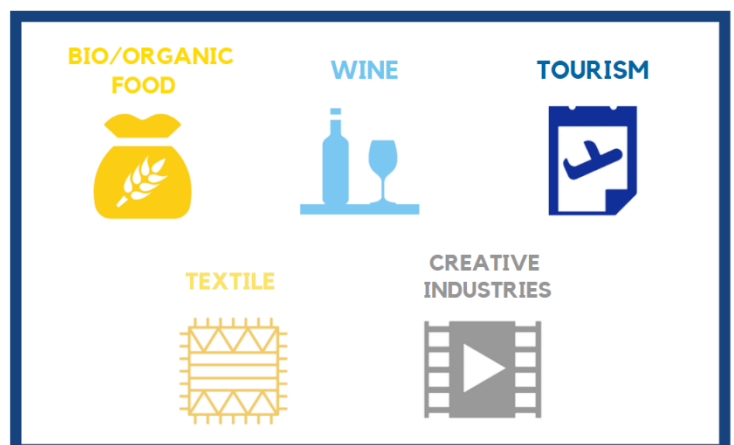 BIO/ORGANIC
FOOD
WINE
TOURISM
TEXTILE
CREATIVE
INDUSTRIES